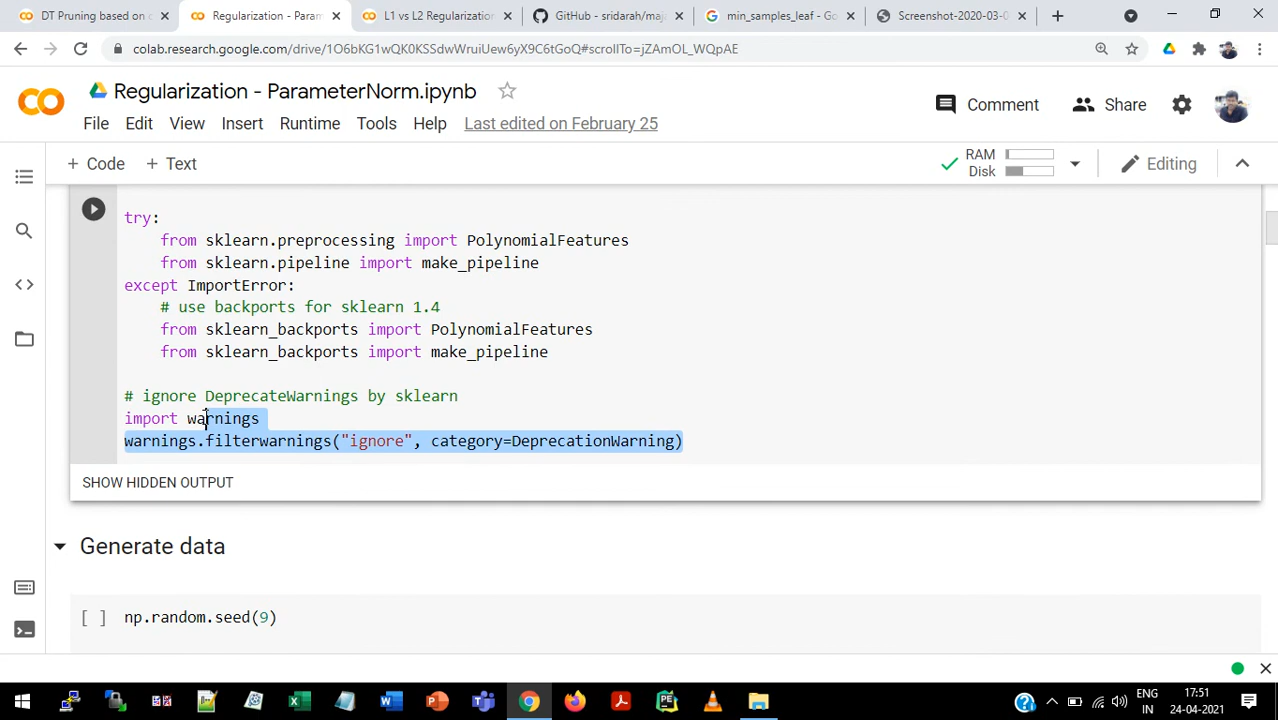 DT Pruning based on c
Regularization - Param
L1 vs L2 Regularization
GitHub - sridarah/maj
min_samples_leaf - Go
Screenshot-2020-03-0
colab.research.google.com/drive/1O6bKG1wQK0KSSdwWruiUew6yX9C6tGoQ#scrollTo=jZAmOL_WQpAE
Regularization - ParameterNorm.ipynb
Comment
Share
File Edit View Insert Runtime Tools Help Last edited on February 25
+ Code + Text
RAM
Disk
Editing
try:
from sklearn.preprocessing import PolynomialFeatures
from sklearn.pipeline import make_pipeline
except ImportError:
# use backports for sklearn 1.4
from sklearn_backports import PolynomialFeatures
from sklearn_backports import make_pipeline
# ignore DeprecateWarnings by sklearn
import warnings
warnings.filterwarnings("ignore", category=DeprecationWarning)
SHOW HIDDEN OUTPUT
Generate data
[ ] np.random.seed(9)
ENG
IN
17:51
24-04-2021